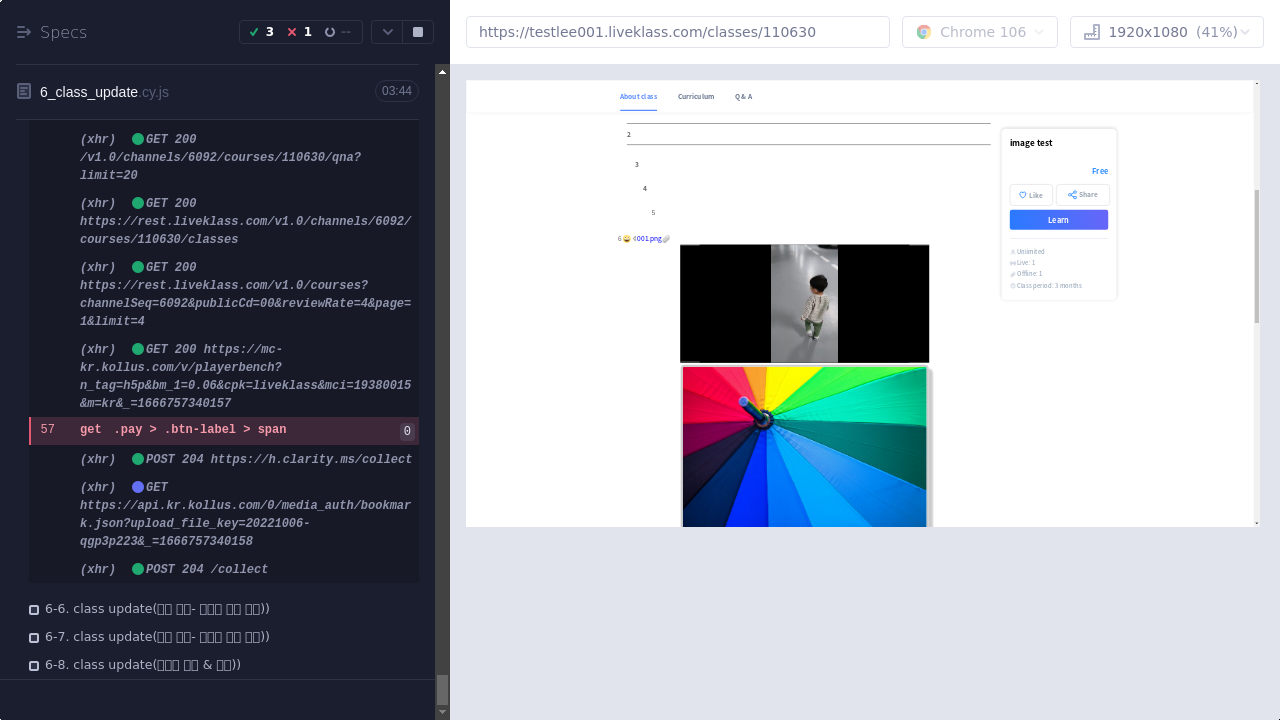 Specs
3 1 --
https://testlee001.liveklass.com/classes/110630
Chrome 106
1920x1080 (41%)
6_class_update.cy.js
03:44
(xhr) GET 200
/v1.0/channels/6092/courses/110630/qna?
limit=20
(xhr) GET 200
https://rest.liveklass.com/v1.0/channels/6092/
courses/110630/classes
(xhr) GET 200
https://rest.liveklass.com/v1.0/courses?
channelSeq=6092&publicCd=00&reviewRate=4&page=
1&limit=4
(xhr) GET 200 https://mc-
kr.kollus.com/v/playerbench?
n_tag=h5p&bm_1=0.06&cpk=liveklass&mci=19380015
&m=kr&_=1666757340157
57 get .pay > .btn-label > span 0
(xhr) POST 204 https://h.clarity.ms/collect
(xhr) GET
https://api.kr.kollus.com/0/media_auth/bookmar
k.json?upload_file_key=20221006-
qgp3p223&_=1666757340158
(xhr) POST 204 /collect
6-6. class update(
6-7. class update(
6-8. class update(
About class Curriculum Q & A
2
3
4
5
6 001.png
image test
Free
Like Share
Learn
Unlimited
Live: 1
Offline: 1
Class period: 3 months